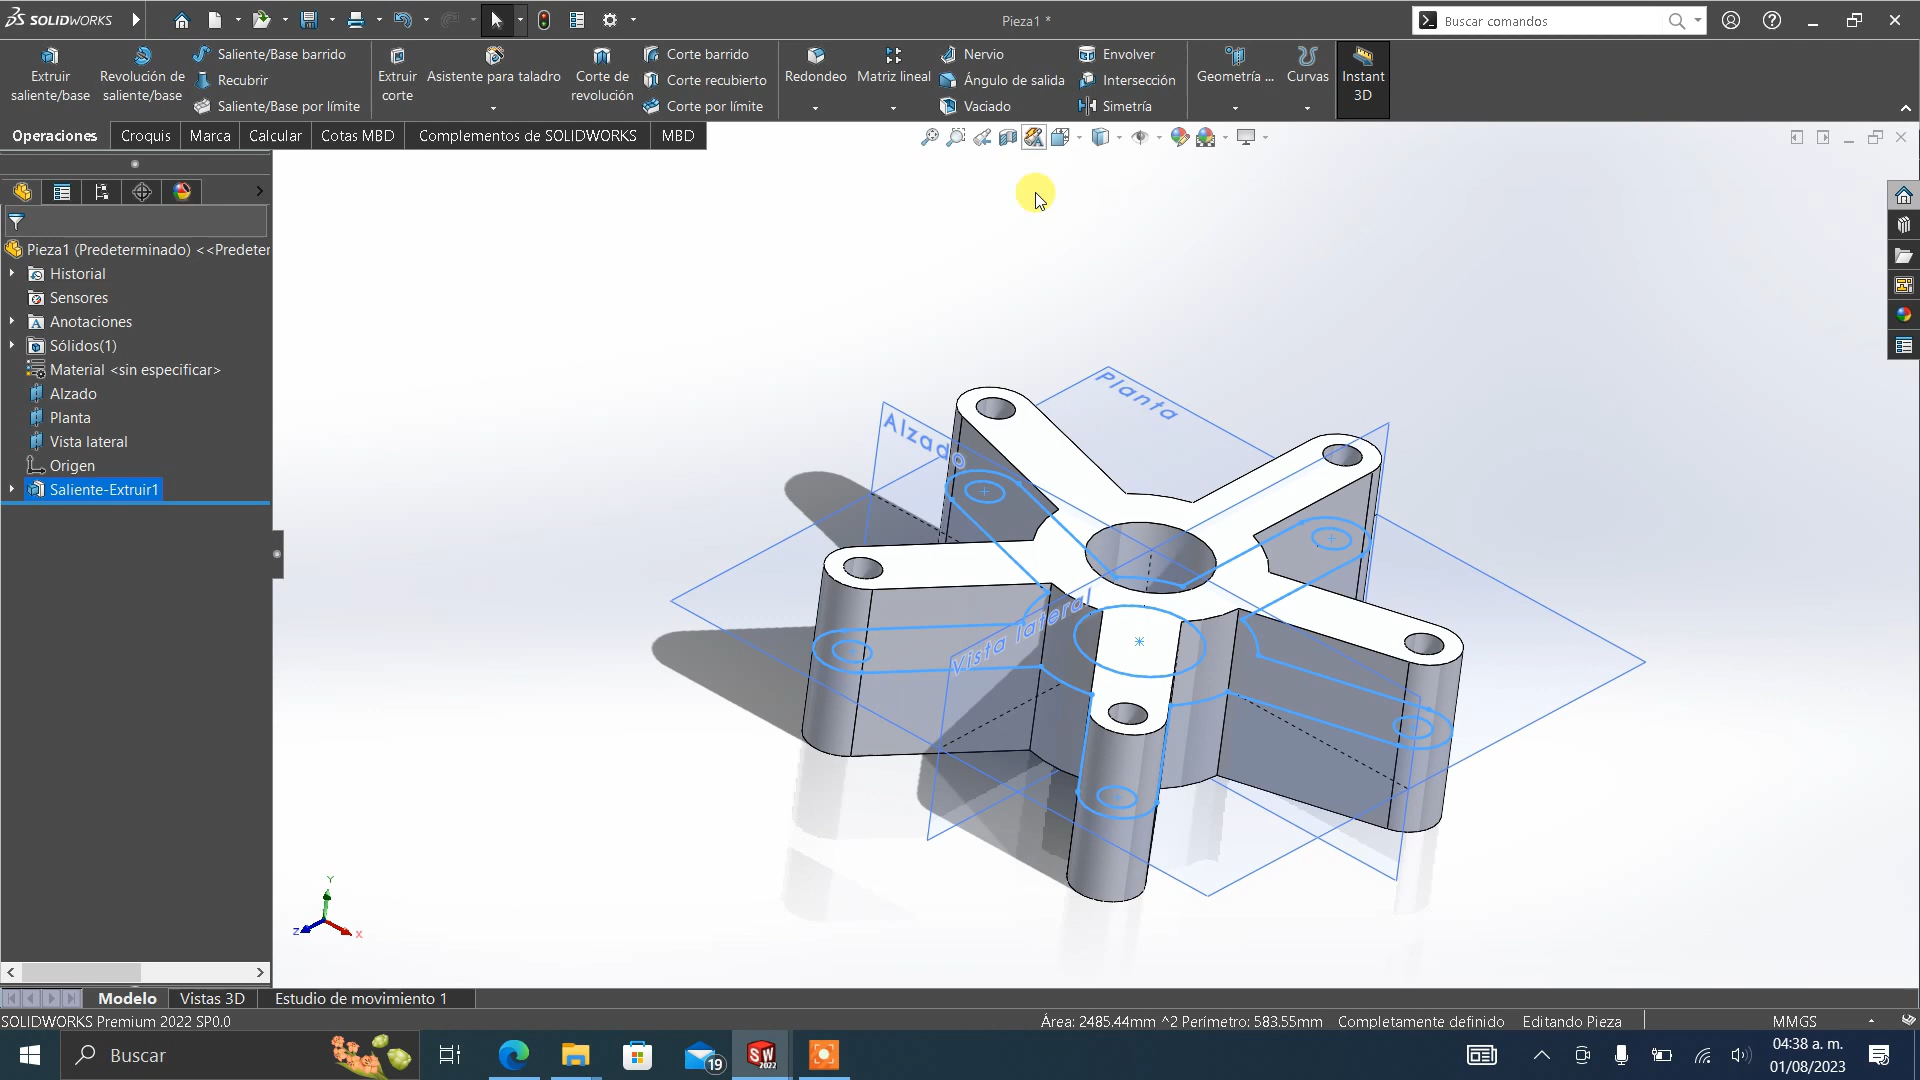 SOLIDWORKS
Pieza1 *
Buscar comandos
Extruir saliente/base
Revolución de saliente/base
Saliente/Base barrido
Recubrir
Saliente/Base por límite
Extruir corte
Asistente para taladro
Corte de revolución
Corte barrido
Corte recubierto
Corte por límite
Redondeo
Matriz lineal
Nervio
Ángulo de salida
Vaciado
Envolver
Intersección
Simetría
Geometría ...
Curvas
Instant 3D
Operaciones
Croquis
Marca
Calcular
Cotas MBD
Complementos de SOLIDWORKS
MBD
Pieza1 (Predeterminado) <<Predeter
Historial
Sensores
Anotaciones
Sólidos(1)
Material <sin especificar>
Alzado
Planta
Vista lateral
Origen
Saliente-Extruir1
Planta
Alzado
Vista lateral
Y
Z
X
Modelo
Vistas 3D
Estudio de movimiento 1
SOLIDWORKS Premium 2022 SP0.0
Área: 2485.44mm ^2 Perímetro: 583.55mm
Completamente definido
Editando Pieza
MMGS
Buscar
19
SW
2022
04:38 a. m.
01/08/2023